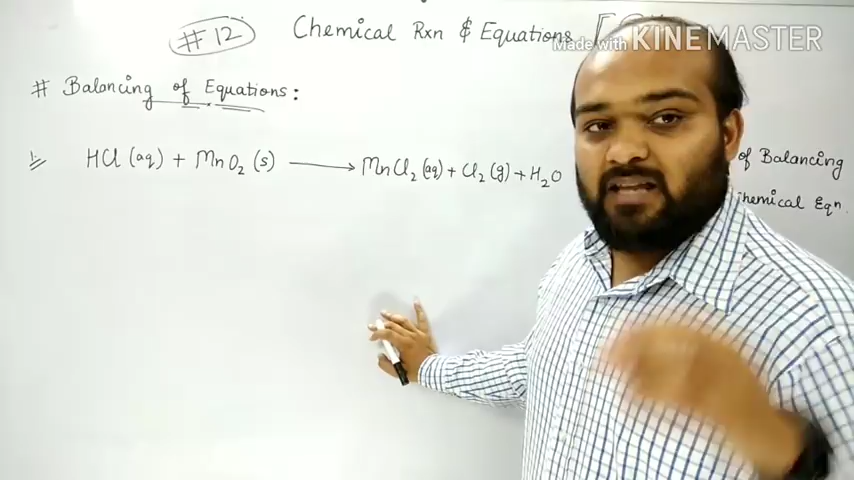 #12 Chemical Rxn & Equations
Made with KINEMASTER
# Balancing of Equations:
1. HCl (aq) + MnO₂ (s) ⟶ MnCl₂ (aq) + Cl₂ (g) + H₂O
of Balancing
Chemical Eqn.